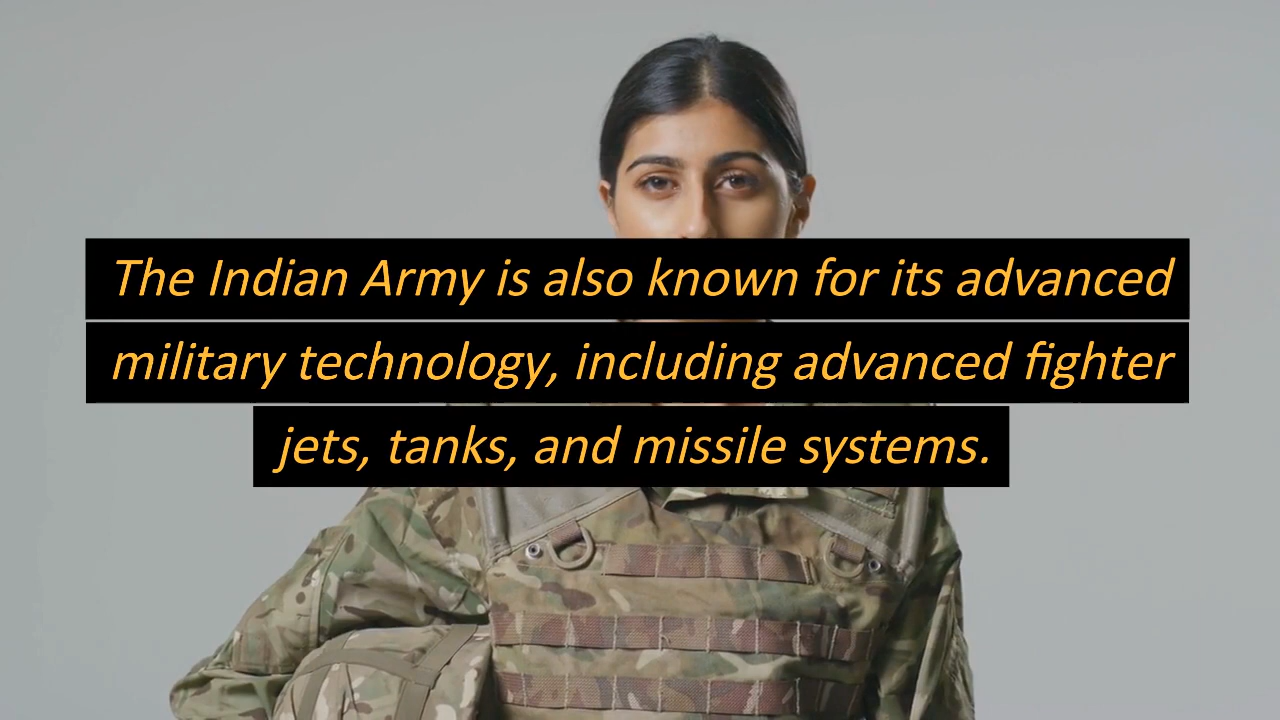 The Indian Army is also known for its advanced
military technology, including advanced fighter
jets, tanks, and missile systems.